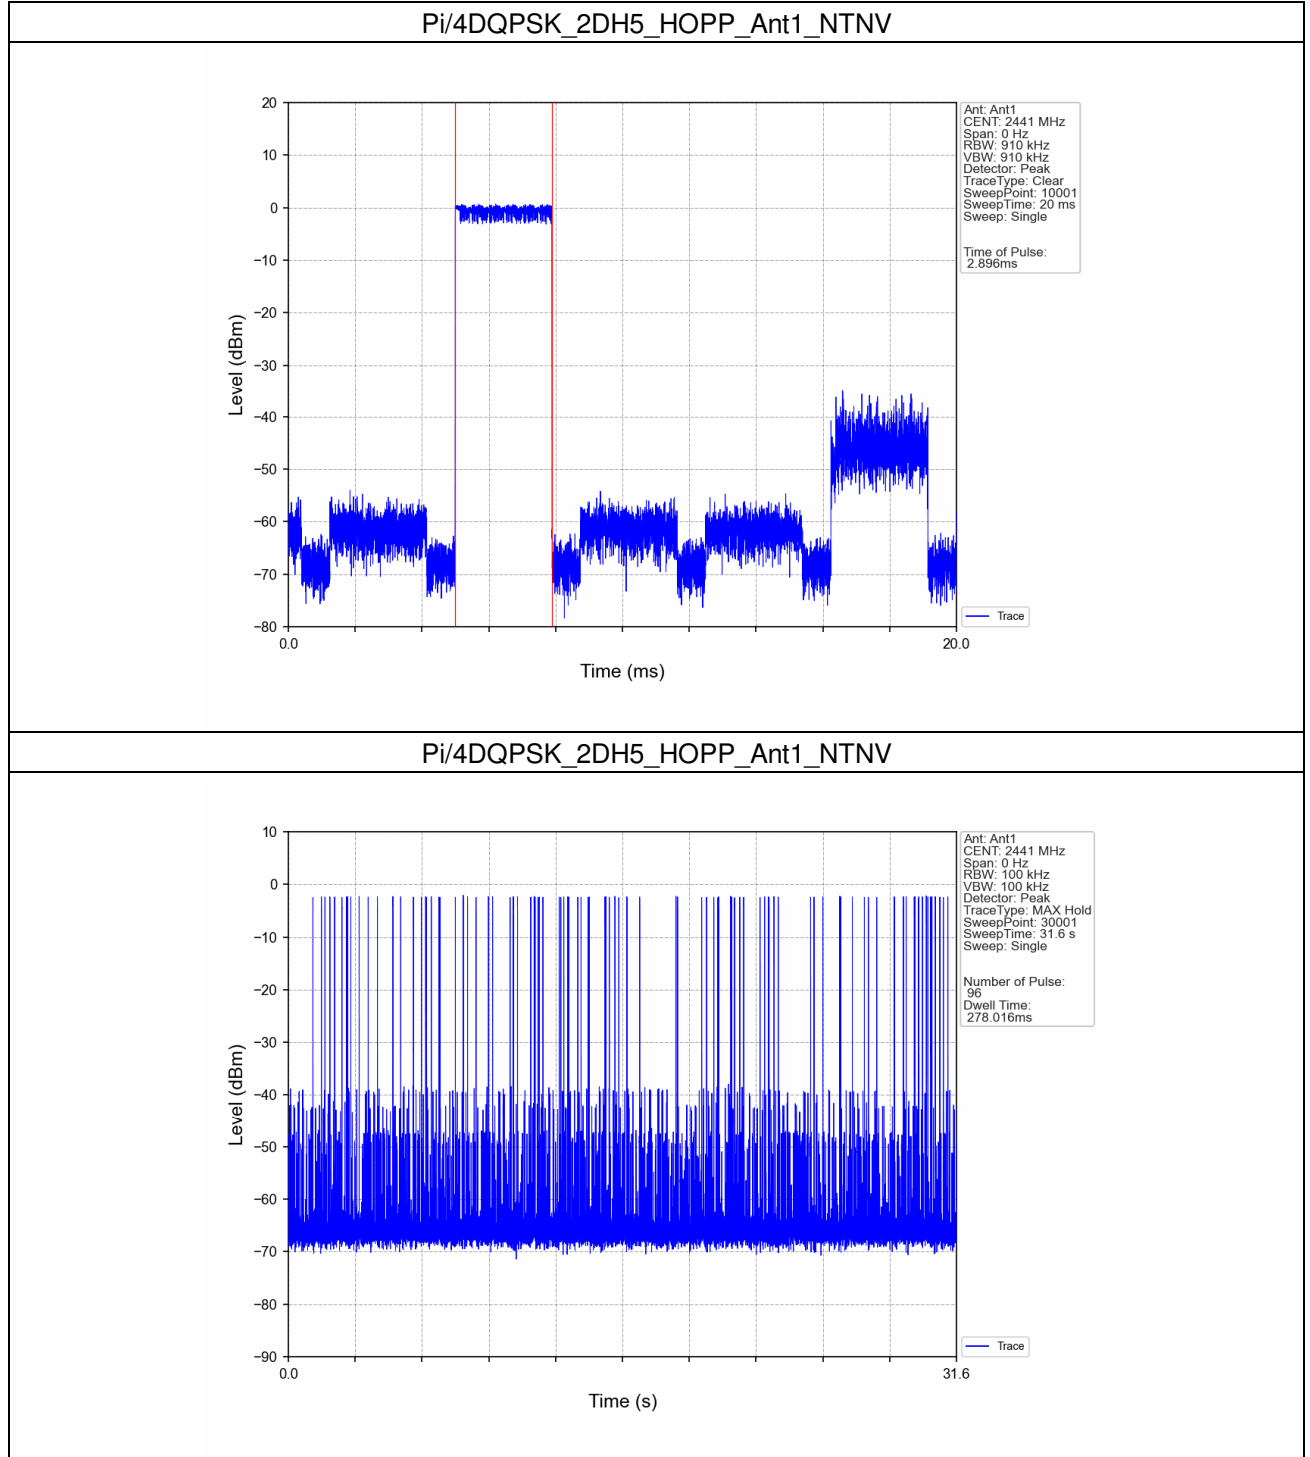 Pi/4DQPSK_2DH5_HOPP_Ant1_NTNV
20
10
0
−10
−20
−30
−40
−50
−60
−70
−80
Level (dBm)
0.0
20.0
Time (ms)
Ant: Ant1
CENT: 2441 MHz
Span: 0 Hz
RBW: 910 kHz
VBW: 910 kHz
Detector: Peak
TraceType: Clear
SweepPoint: 10001
SweepTime: 20 ms
Sweep: Single
Time of Pulse:
2.896ms
Trace
Pi/4DQPSK_2DH5_HOPP_Ant1_NTNV
10
0
−10
−20
−30
−40
−50
−60
−70
−80
−90
Level (dBm)
0.0
31.6
Time (s)
Ant: Ant1
CENT: 2441 MHz
Span: 0 Hz
RBW: 100 kHz
VBW: 100 kHz
Detector: Peak
TraceType: MAX Hold
SweepPoint: 30001
SweepTime: 31.6 s
Sweep: Single
Number of Pulse:
96
Dwell Time:
278.016ms
Trace